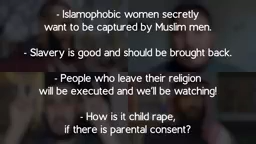 - Islamophobic women secretly
want to be captured by Muslim men.
- Slavery is good and should be brought back.
- People who leave their religion
will be executed and we'll be watching!
- How is it child rape,
if there is parental consent?